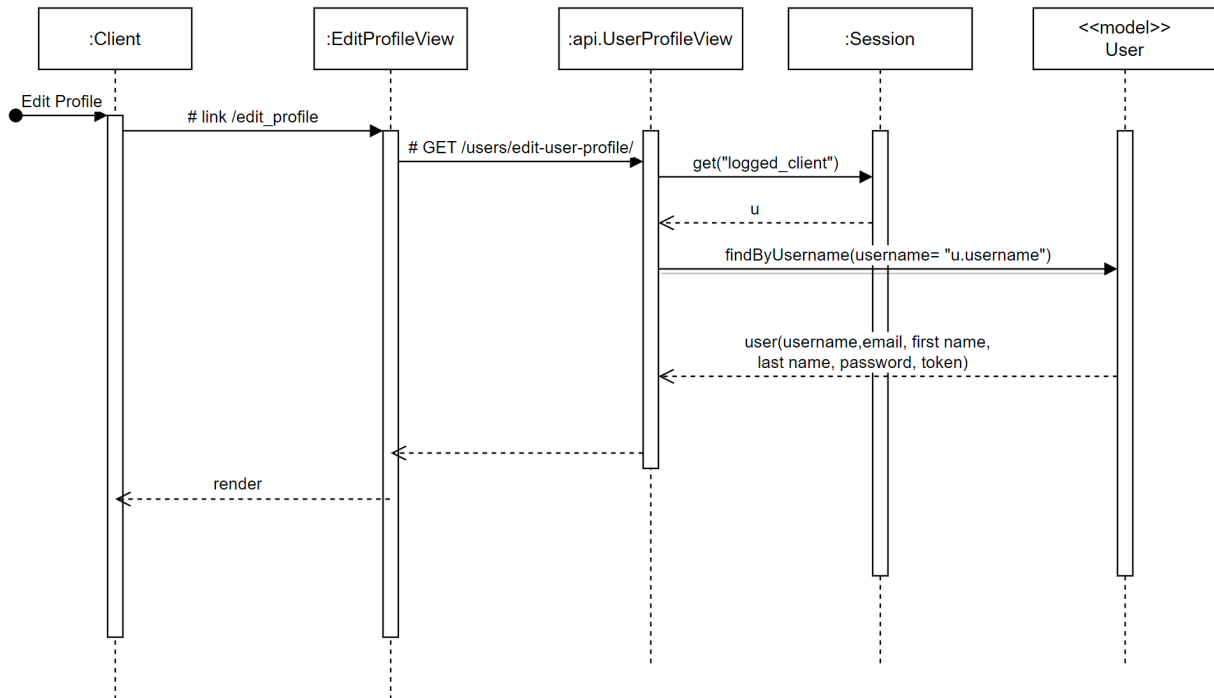 :Client
:EditProfileView
:api.UserProfileView
:Session
<<model>>
User
Edit Profile
# link /edit_profile
# GET /users/edit-user-profile/
get("logged_client")
u
findByUsername(username= "u.username")
user(username,email, first name,
last name, password, token)
render